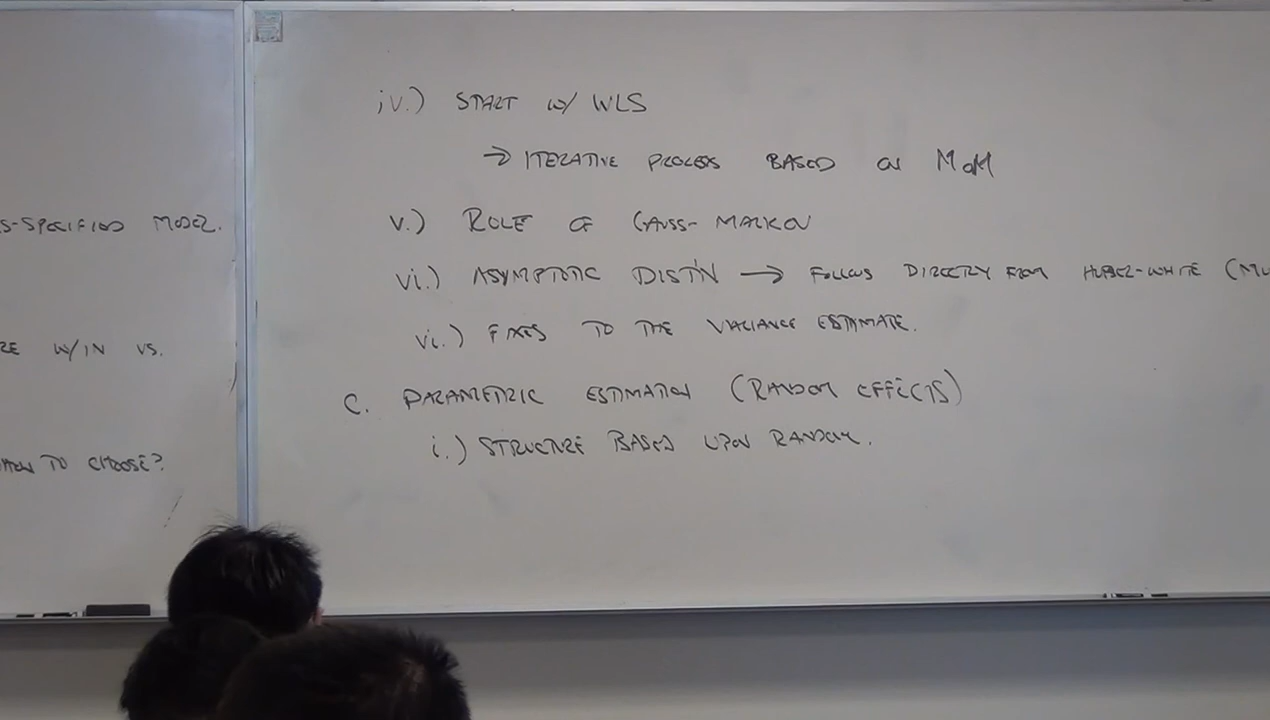 S-SPECIFIED MODEL.
W/IN VS.
HOW TO CHOOSE?
iv.) START w/ WLS
→ ITERATIVE PROCESS BASED ON MoM
v.) ROLE OF GAUSS-MARKOV
vi.) ASYMPTOTIC DIST'N → FOLLOWS DIRECTLY FROM HUBER-WHITE (MU
vi.) FIXES TO THE VARIANCE ESTIMATE.
C. PARAMETRIC ESTIMATION (RANDOM EFFECTS)
i.) STRUCTURE BASED UPON RANDOM.